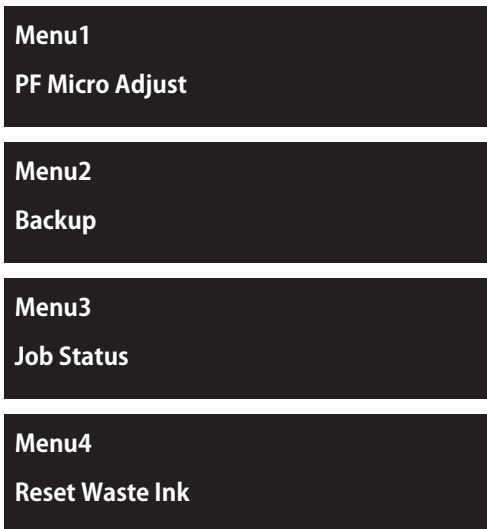 Menu1
PF Micro Adjust
Menu2
Backup
Menu3
Job Status
Menu4
Reset Waste Ink